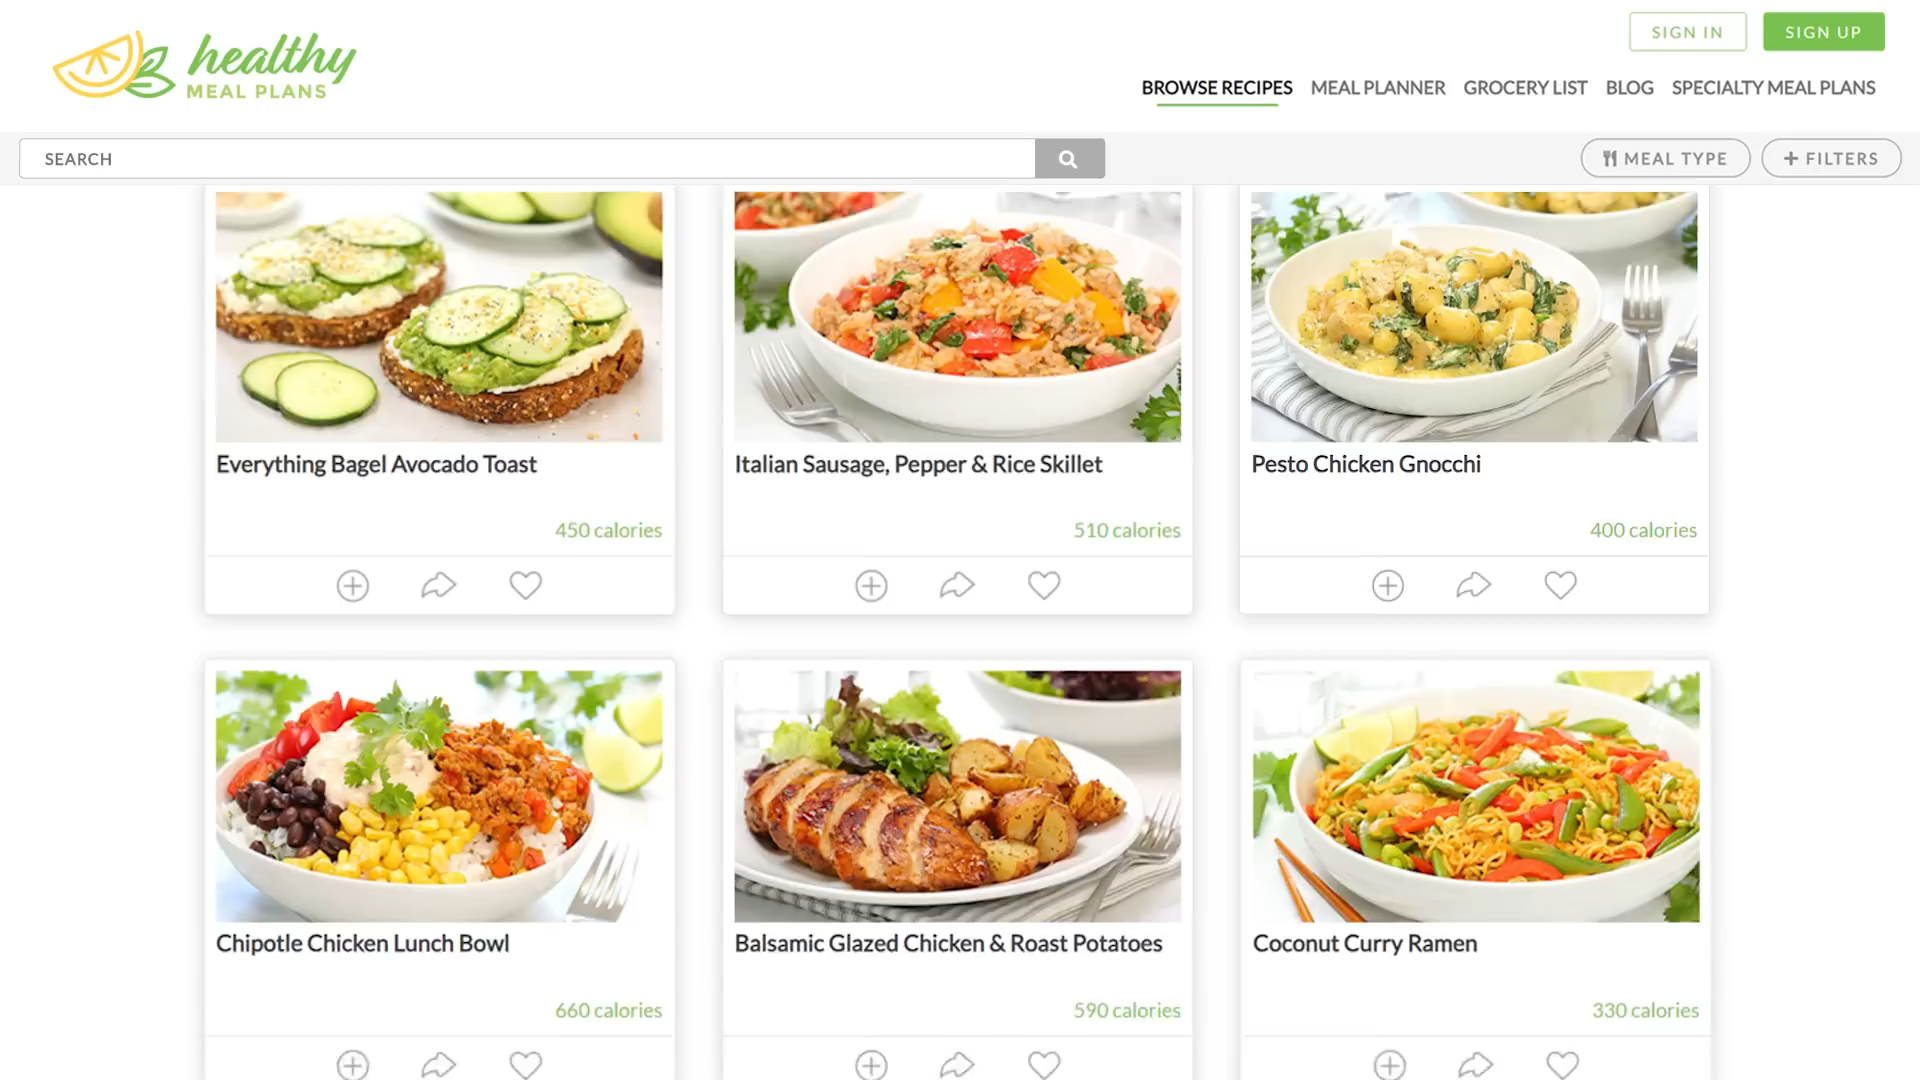 healthy
MEAL PLANS
SIGN IN
SIGN UP
BROWSE RECIPES
MEAL PLANNER
GROCERY LIST
BLOG
SPECIALTY MEAL PLANS
SEARCH
MEAL TYPE
+ FILTERS
Everything Bagel Avocado Toast
450 calories
Italian Sausage, Pepper & Rice Skillet
510 calories
Pesto Chicken Gnocchi
400 calories
Chipotle Chicken Lunch Bowl
660 calories
Balsamic Glazed Chicken & Roast Potatoes
590 calories
Coconut Curry Ramen
330 calories